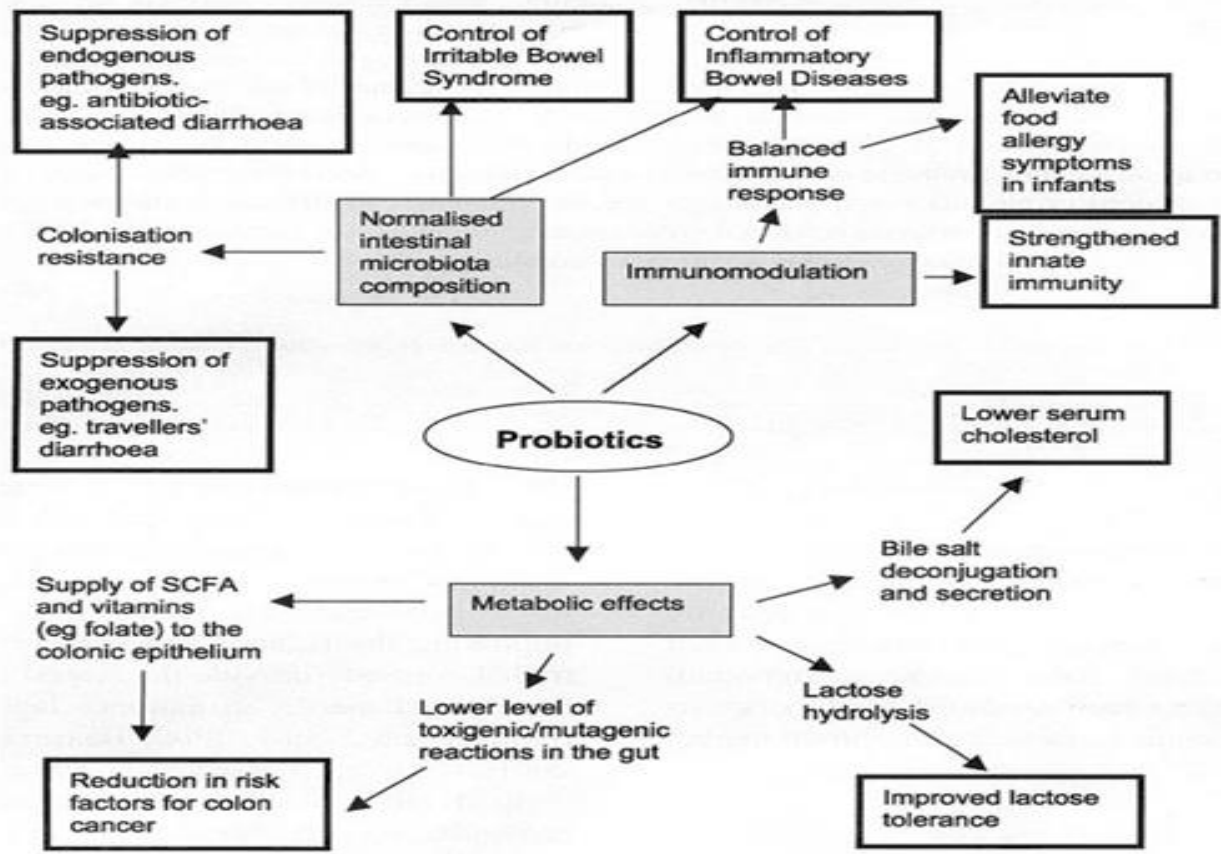 Suppression of
endogenous
pathogens.
eg. antibiotic-
associated diarrhoea
Control of
Irritable Bowel
Syndrome
Control of
Inflammatory
Bowel Diseases
Alleviate
food
allergy
symptoms
in infants
Balanced
immune
response
Colonisation
resistance
Normalised
intestinal
microbiota
composition
Immunomodulation
Strengthened
innate
immunity
Suppression of
exogenous
pathogens.
eg. travellers'
diarrhoea
Probiotics
Lower serum
cholesterol
Bile salt
deconjugation
and secretion
Supply of SCFA
and vitamins
(eg folate) to the
colonic epithelium
Metabolic effects
Lactose
hydrolysis
Lower level of
toxigenic/mutagenic
reactions in the gut
Reduction in risk
factors for colon
cancer
Improved lactose
tolerance